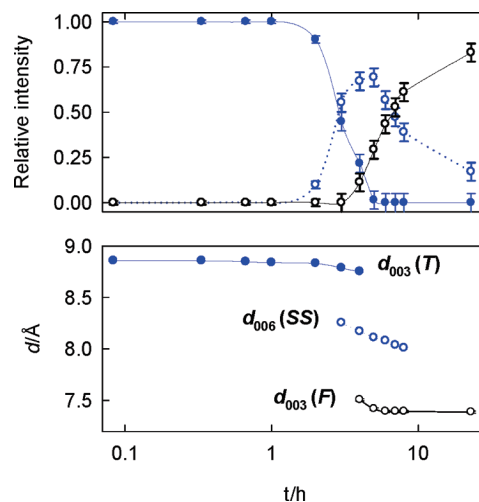 1.00
0.75
0.50
0.25
0.00
Relative intensity
9.0
8.5
8.0
7.5
d/Å
d003 (T)
d006 (SS)
d003 (F)
0.1 1 10
t/h